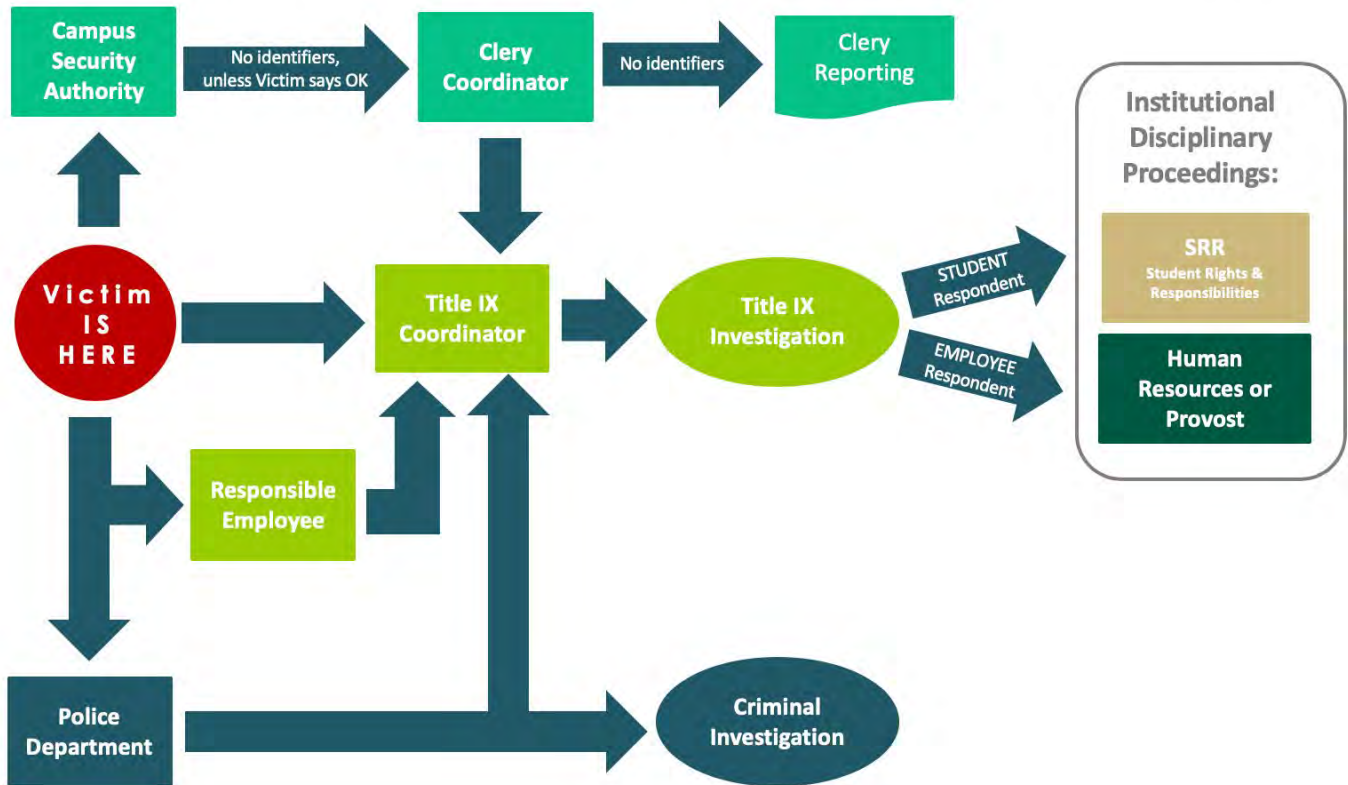 Campus
Security
Authority
No identifiers,
unless Victim says OK
Clery
Coordinator
No identifiers
Clery
Reporting
Institutional
Disciplinary
Proceedings:
SRR
Student Rights &
Responsibilities
Human
Resources or
Provost
Victim
IS
HERE
Title IX
Coordinator
Title IX
Investigation
STUDENT
Respondent
EMPLOYEE
Respondent
Responsible
Employee
Police
Department
Criminal
Investigation